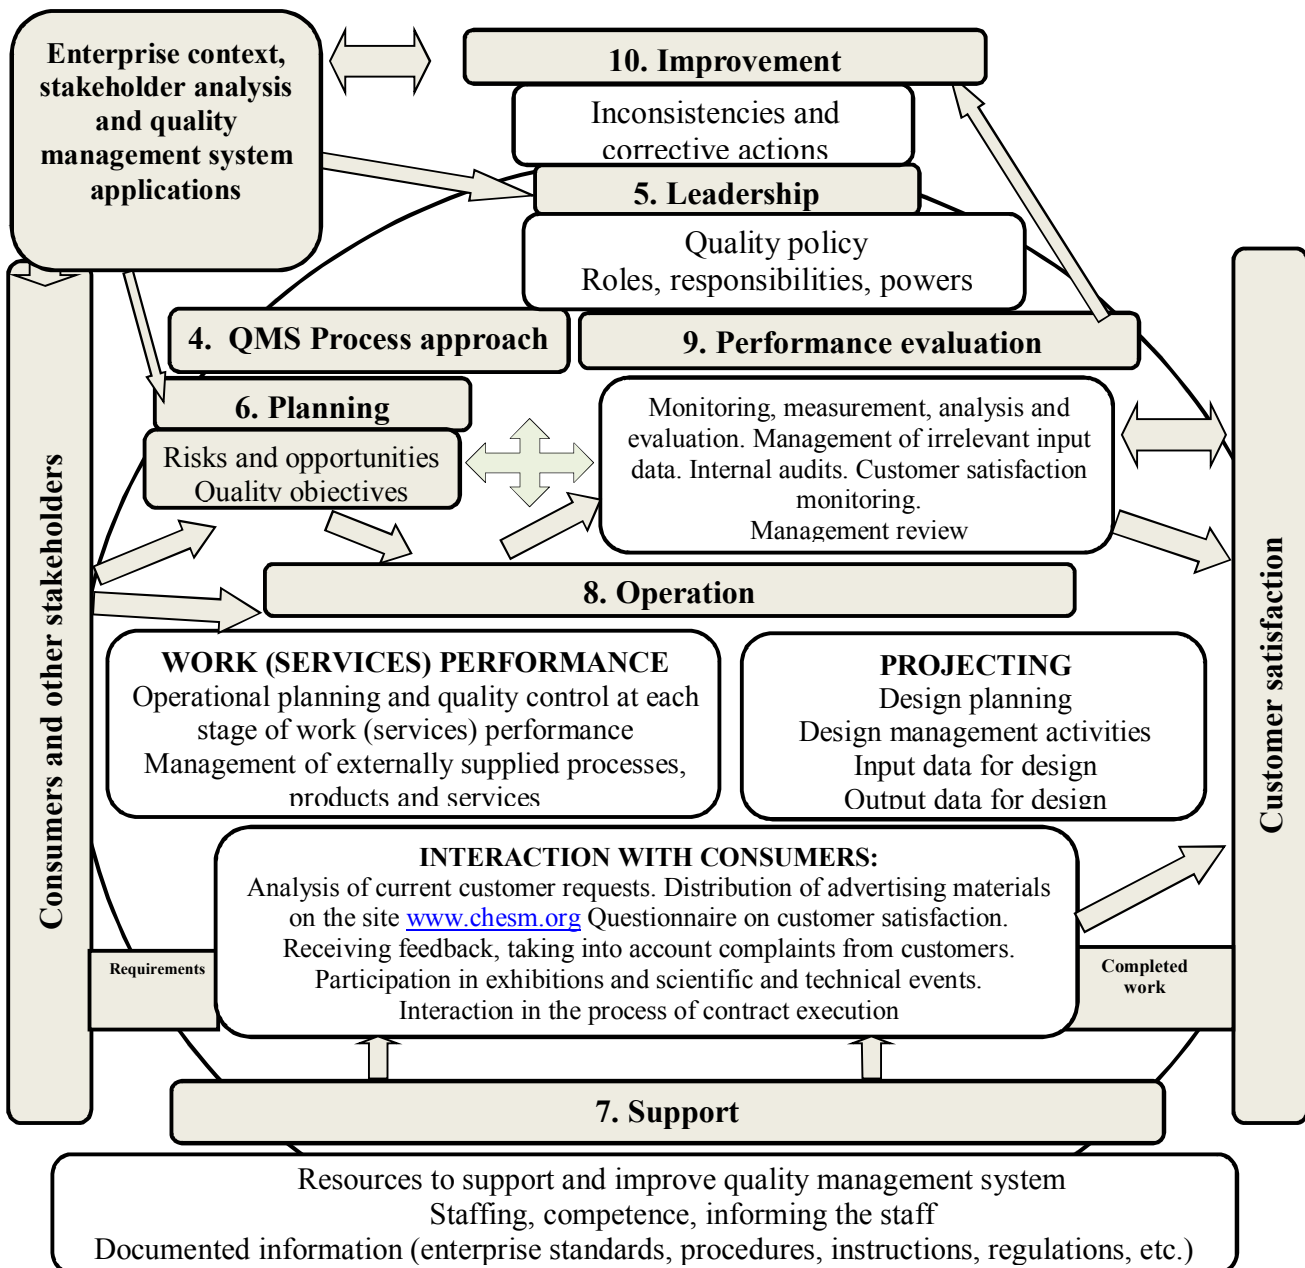 Enterprise context,
stakeholder analysis
and quality
management system
applications
10. Improvement
Inconsistencies and
corrective actions
5. Leadership
Quality policy
Roles, responsibilities, powers
4. QMS Process approach
9. Performance evaluation
6. Planning
Risks and opportunities
Quality objectives
Monitoring, measurement, analysis and
evaluation. Management of irrelevant input
data. Internal audits. Customer satisfaction
monitoring.
Management review
Consumers and other stakeholders
Customer satisfaction
8. Operation
WORK (SERVICES) PERFORMANCE
Operational planning and quality control at each
stage of work (services) performance
Management of externally supplied processes,
products and services
PROJECTING
Design planning
Design management activities
Input data for design
Output data for design
INTERACTION WITH CONSUMERS:
Analysis of current customer requests. Distribution of advertising materials
on the site www.chesm.org Questionnaire on customer satisfaction.
Receiving feedback, taking into account complaints from customers.
Participation in exhibitions and scientific and technical events.
Interaction in the process of contract execution
Requirements
Completed
work
7. Support
Resources to support and improve quality management system
Staffing, competence, informing the staff
Documented information (enterprise standards, procedures, instructions, regulations, etc.)